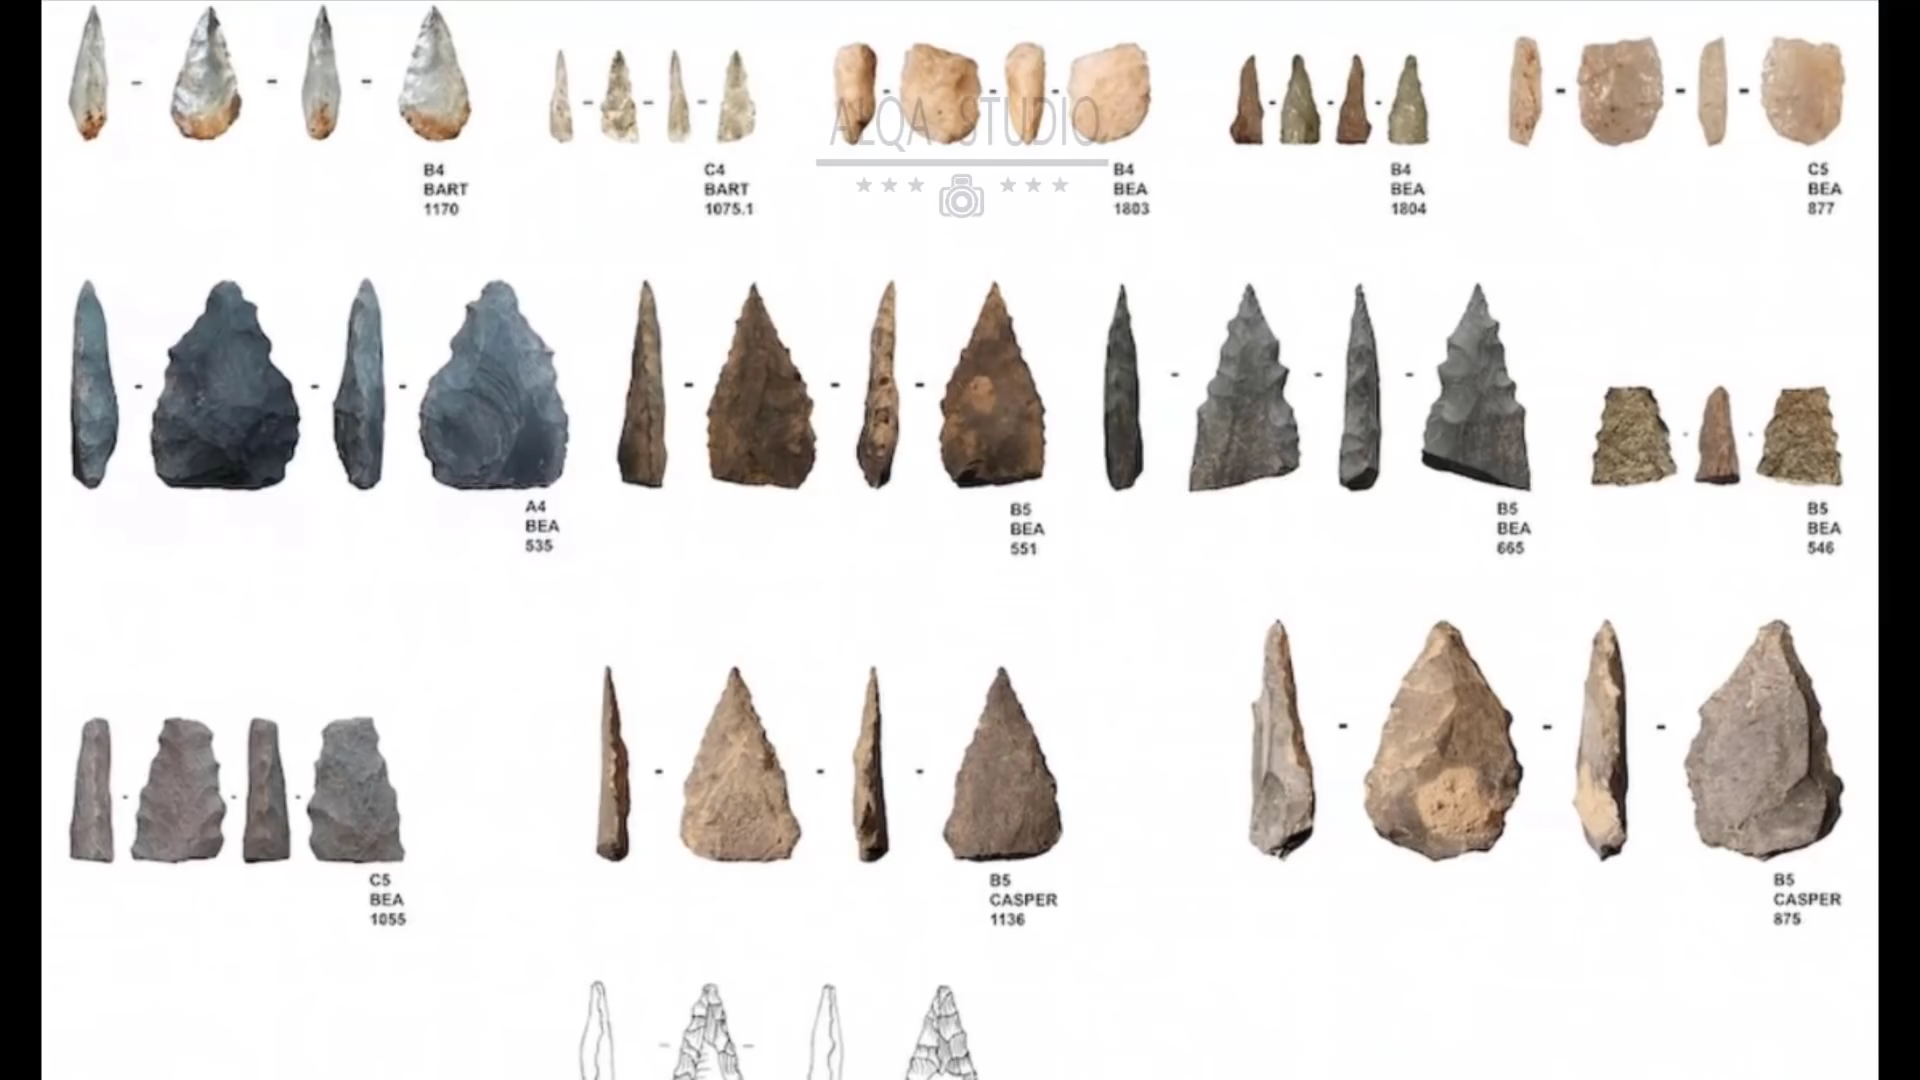 ALQA STUDIO
B4
BART
1170
C4
BART
1075.1
B4
BEA
1803
B4
BEA
1804
C5
BEA
877
A4
BEA
535
B5
BEA
551
B5
BEA
665
B5
BEA
546
C5
BEA
1055
B5
CASPER
1136
B5
CASPER
875